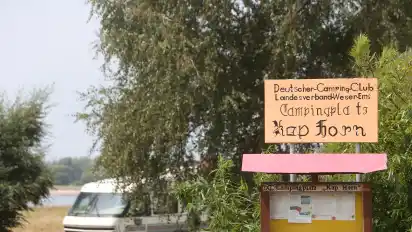 Deutscher-Camping-Club
Landesverband-Weser-Ems
Campingplatz
Kap Horn